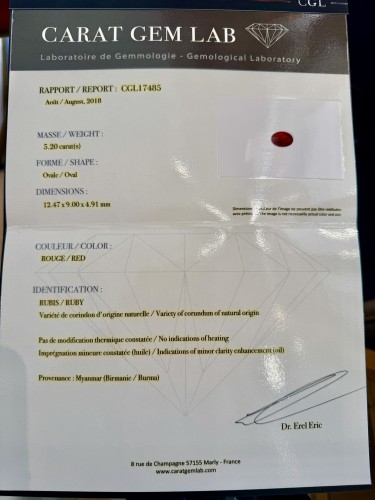 CGL
CARAT GEM LAB
Laboratoire de Gemmologie - Gemological Laboratory
RAPPORT / REPORT : CGL17485
Août / August, 2018
MASSE / WEIGHT :
5.20 carat(s)
FORME / SHAPE :
Ovale / Oval
DIMENSIONS :
12.47 x 9.00 x 4.91 mm
COULEUR / COLOR :
ROUGE / RED
IDENTIFICATION :
RUBIS / RUBY
Variété de corindon d'origine naturelle / Variety of corundum of natural origin
Pas de modification thermique constatée / No indications of heating
Imprégnation mineure constatée (huile) / Indications of minor clarity enhancement (oil)
Provenance : Myanmar (Birmanie / Burma)
Dr. Erel Eric
8 rue de Champagne 57155 Marly - France
www.caratgemlab.com